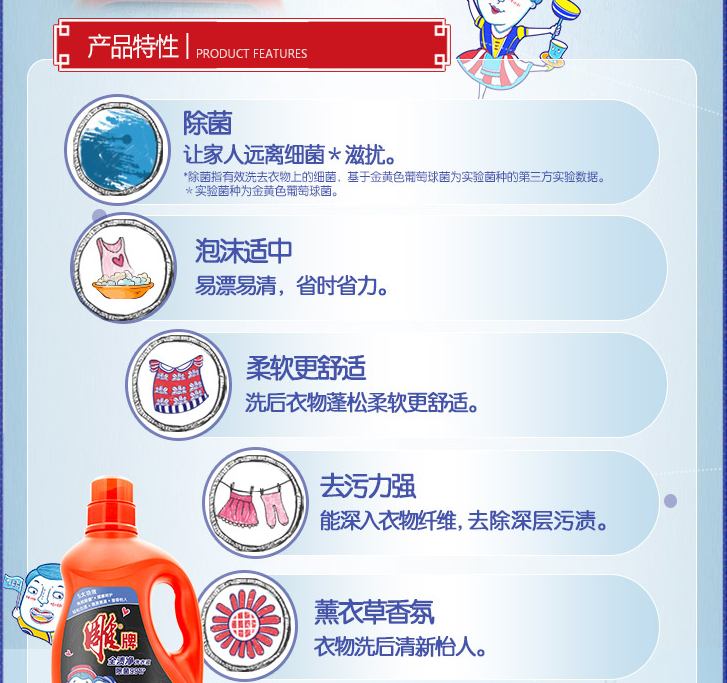 产品特性 | PRODUCT FEATURES
除菌
让家人远离细菌＊滋扰。
*除菌指有效洗去衣物上的细菌，基于金黄色葡萄球菌为实验菌种的第三方实验数据。
＊实验菌种为金黄色葡萄球菌。
泡沫适中
易漂易清，省时省力。
柔软更舒适
洗后衣物蓬松柔软更舒适。
去污力强
能深入衣物纤维,去除深层污渍。
薰衣草香氛
衣物洗后清新怡人。
雕牌
全渍净